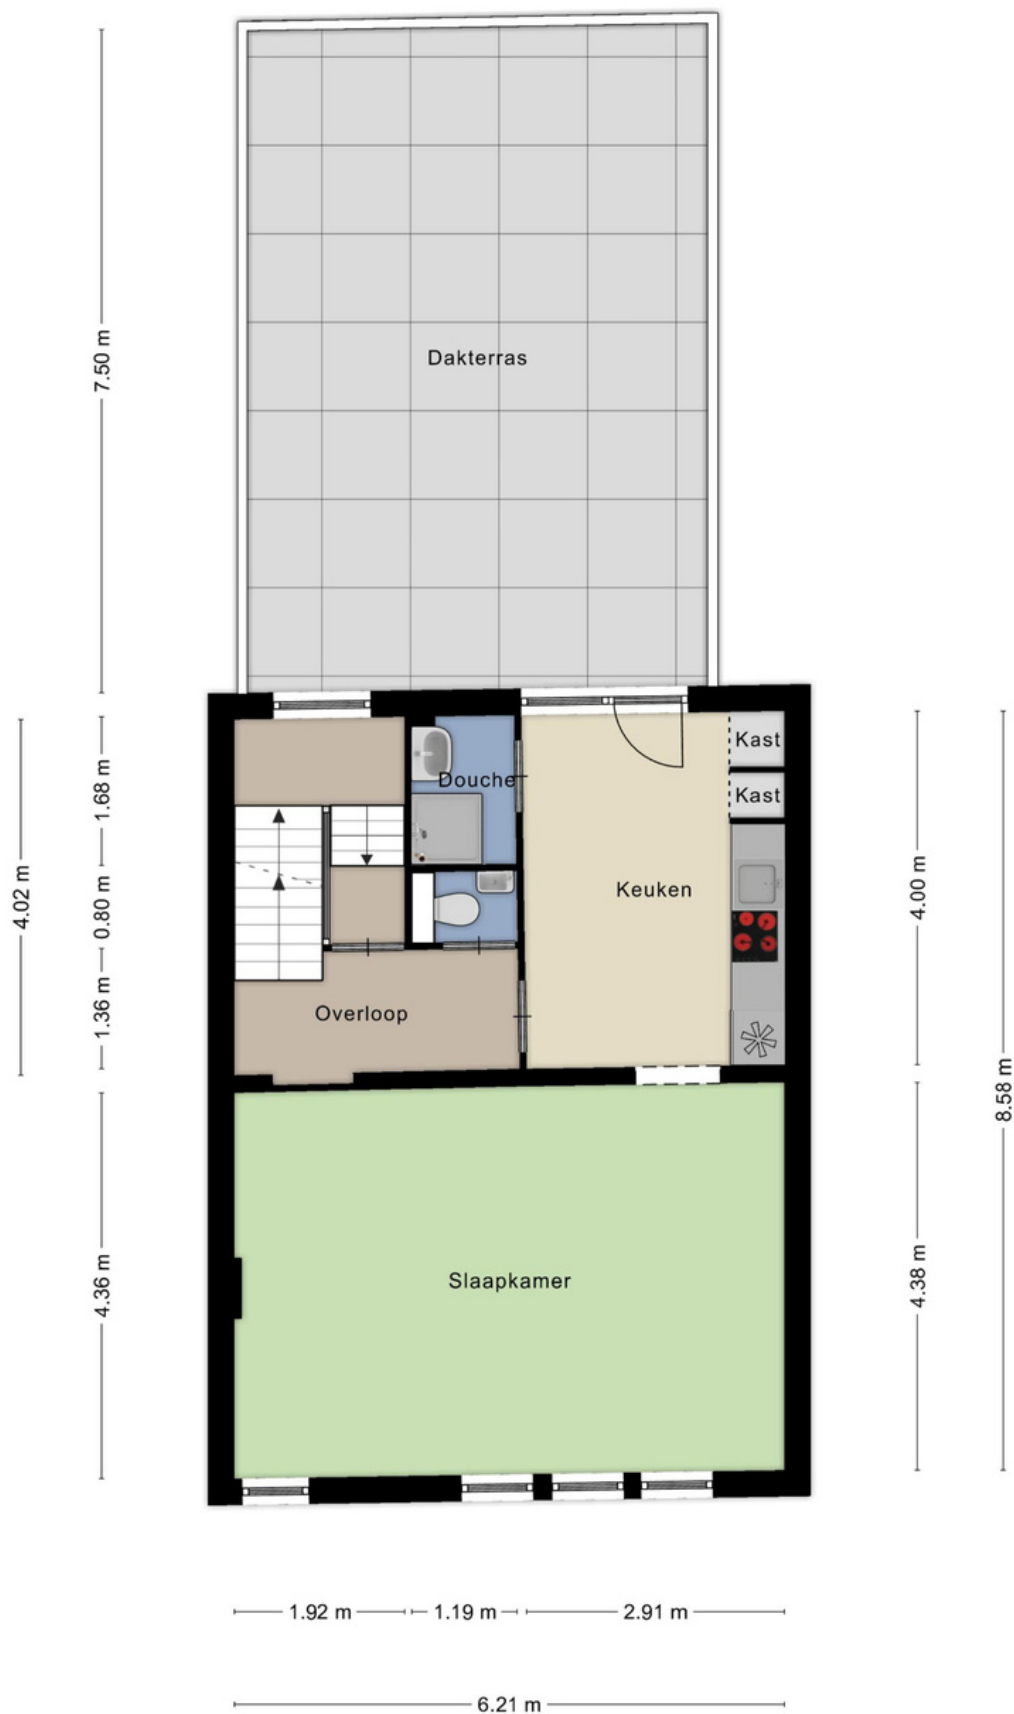 7.50 m
Dakterras
Kast
Douche
Kast
1.68 m
4.02 m
0.80 m
Keuken
4.00 m
1.36 m
Overloop
8.58 m
4.36 m
Slaapkamer
4.38 m
1.92 m
1.19 m
2.91 m
6.21 m